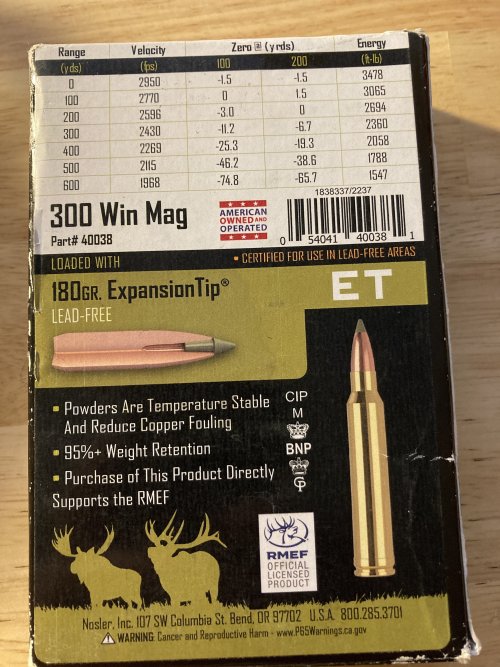 Range Velocity Zero @ (yrds) Energy
(yds) (fps) 100 200 (ft-lb)
0 2950 -1.5 -1.5 3478
100 2770 0 1.5 3065
200 2596 -3.0 0 2694
300 2430 -11.2 -6.7 2360
400 2269 -25.3 -19.3 2058
500 2115 -46.2 -38.6 1788
600 1968 -74.8 -65.7 1547
300 Win Mag
Part# 40038
AMERICAN
OWNED AND
OPERATED
1838337/2237
0 54041 40038 1
LOADED WITH
• CERTIFIED FOR USE IN LEAD-FREE AREAS
180GR. ExpansionTip®
LEAD-FREE
ET
▪ Powders Are Temperature Stable
And Reduce Copper Fouling
▪ 95%+ Weight Retention
▪ Purchase of This Product Directly
Supports the RMEF
CIP
M
BNP
RMEF
OFFICIAL
LICENSED
PRODUCT
Nosler, Inc. 107 SW Columbia St. Bend, OR 97702 U.S.A. 800.285.3701
⚠ WARNING: Cancer and Reproductive Harm - www.P65Warnings.ca.gov